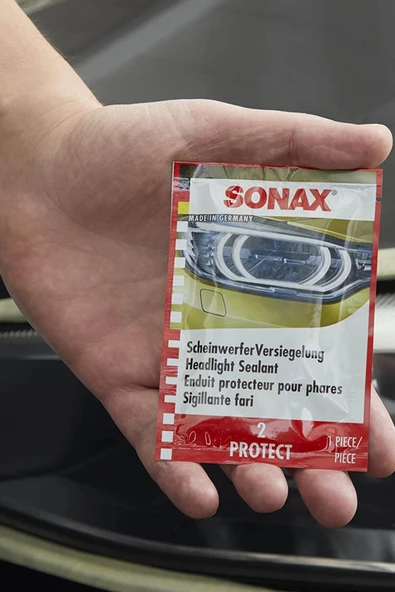 SONAX®
MADE IN GERMANY
ScheinwerferVersiegelung
Headlight Sealant
Enduit protecteur pour phares
Sigillante fari
2
PROTECT
1 PIECE/
PIÈCE